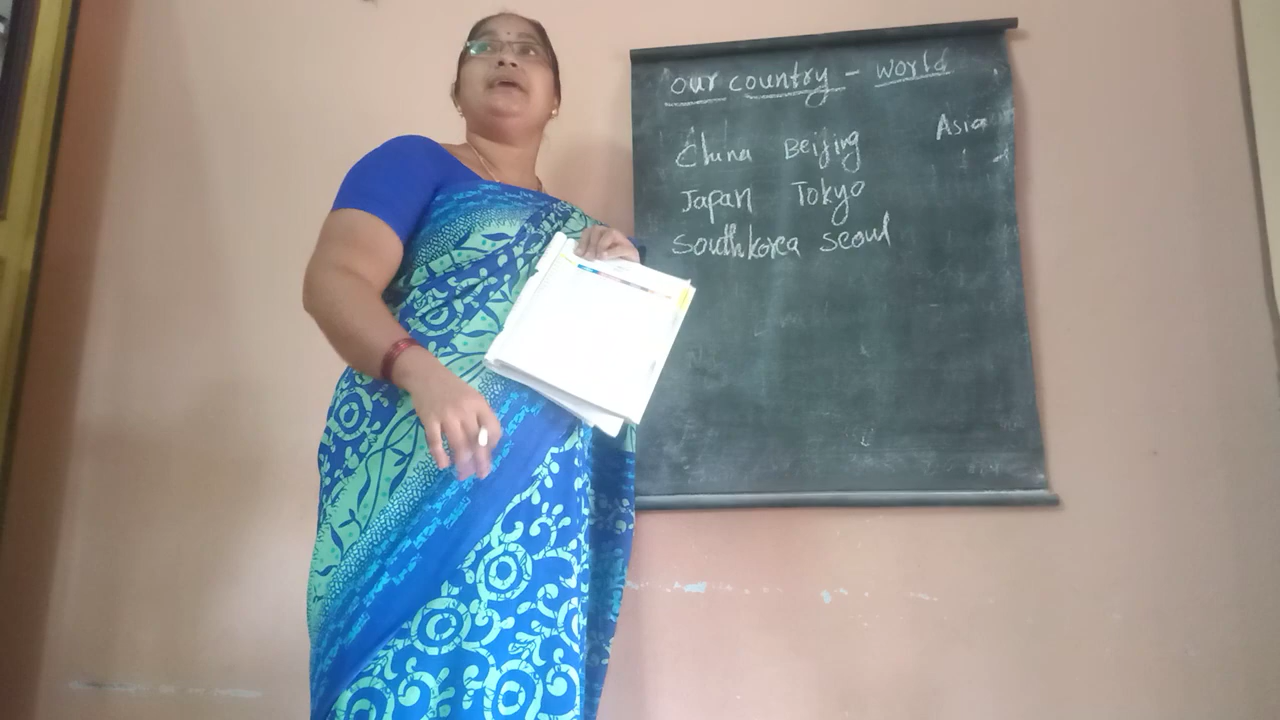 our country - world
Asia
China Beijing
Japan Tokyo
Southkorea Seoul